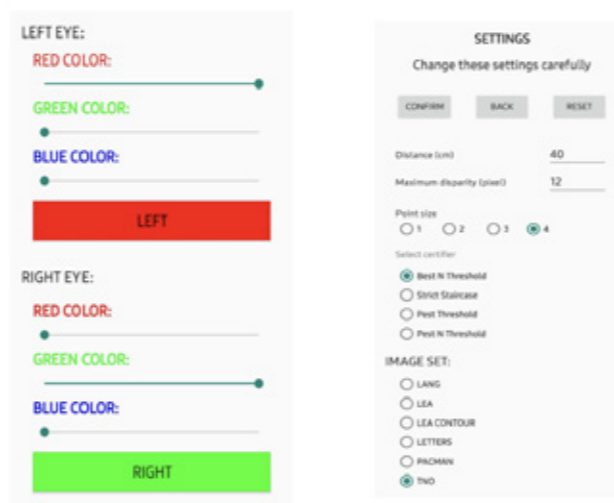 LEFT EYE:
RED COLOR:
GREEN COLOR:
BLUE COLOR:
LEFT
RIGHT EYE:
RED COLOR:
GREEN COLOR:
BLUE COLOR:
RIGHT
SETTINGS
Change these settings carefully
CONFIRM BACK RESET
Distance (cm) 40
Maximum disparity (pixel) 12
Point size
1 2 3 4
Select certifier
Best N Threshold
Strict Staircase
Pest Threshold
Pest N Threshold
IMAGE SET:
LANG
LEA
LEA CONTOUR
LETTERS
PACMAN
TNO